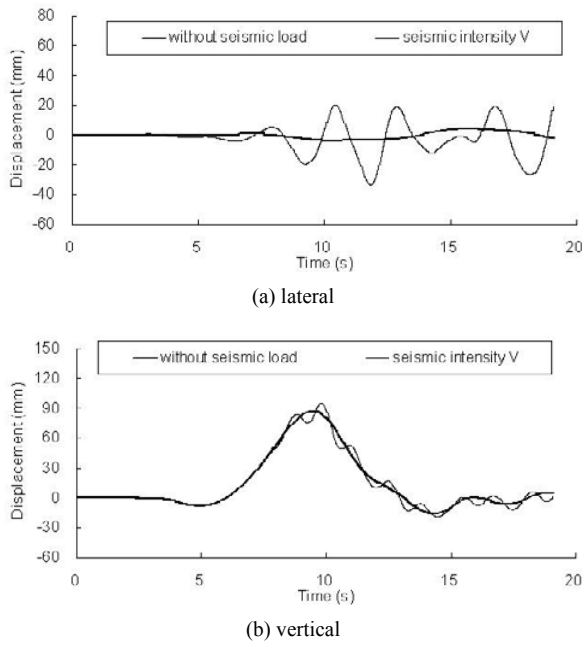 80
without seismic load
seismic intensity V
60
40
20
0
-20
-40
-60
Displacement (mm)
0
5
10
15
20
Time (s)
(a) lateral
150
without seismic load
seismic intensity V
120
90
60
30
0
-30
-60
Displacement (mm)
0
5
10
15
20
Time (s)
(b) vertical